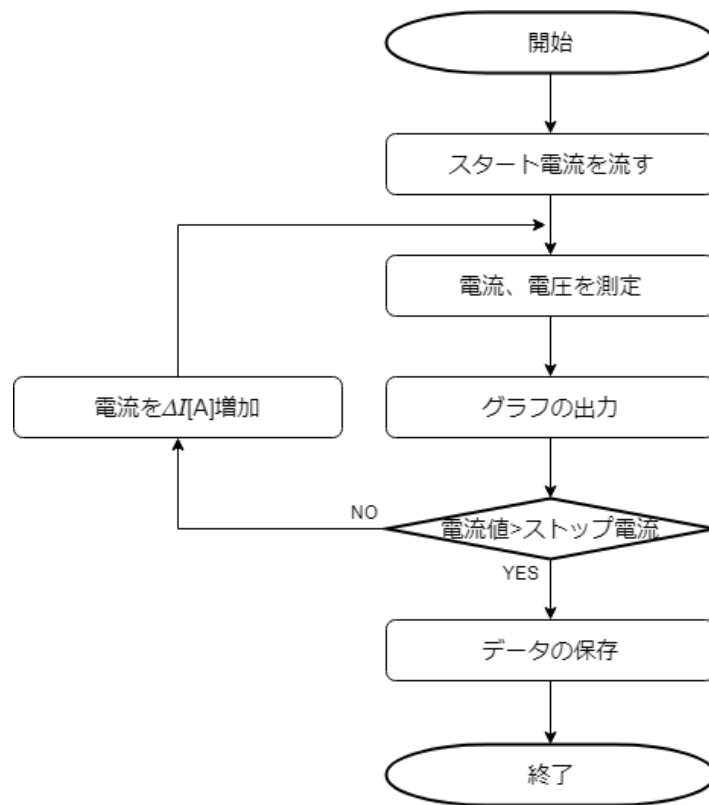 開始
スタート電流を流す
電流、電圧を測定
電流をΔI[A]増加
グラフの出力
NO
電流値>ストップ電流
YES
データの保存
終了